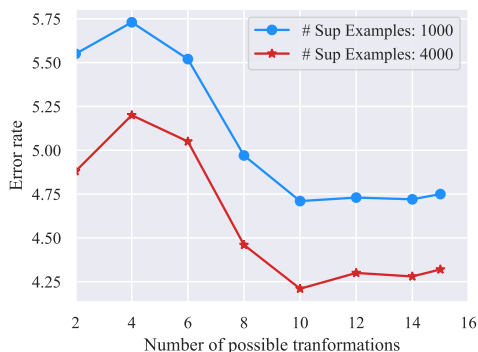 5.75
5.50
5.25
5.00
4.75
4.50
4.25
Error rate
# Sup Examples: 1000
# Sup Examples: 4000
2 4 6 8 10 12 14 16
Number of possible tranformations